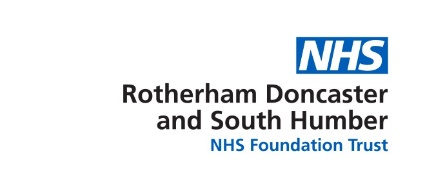 NHS
Rotherham Doncaster
and South Humber
NHS Foundation Trust